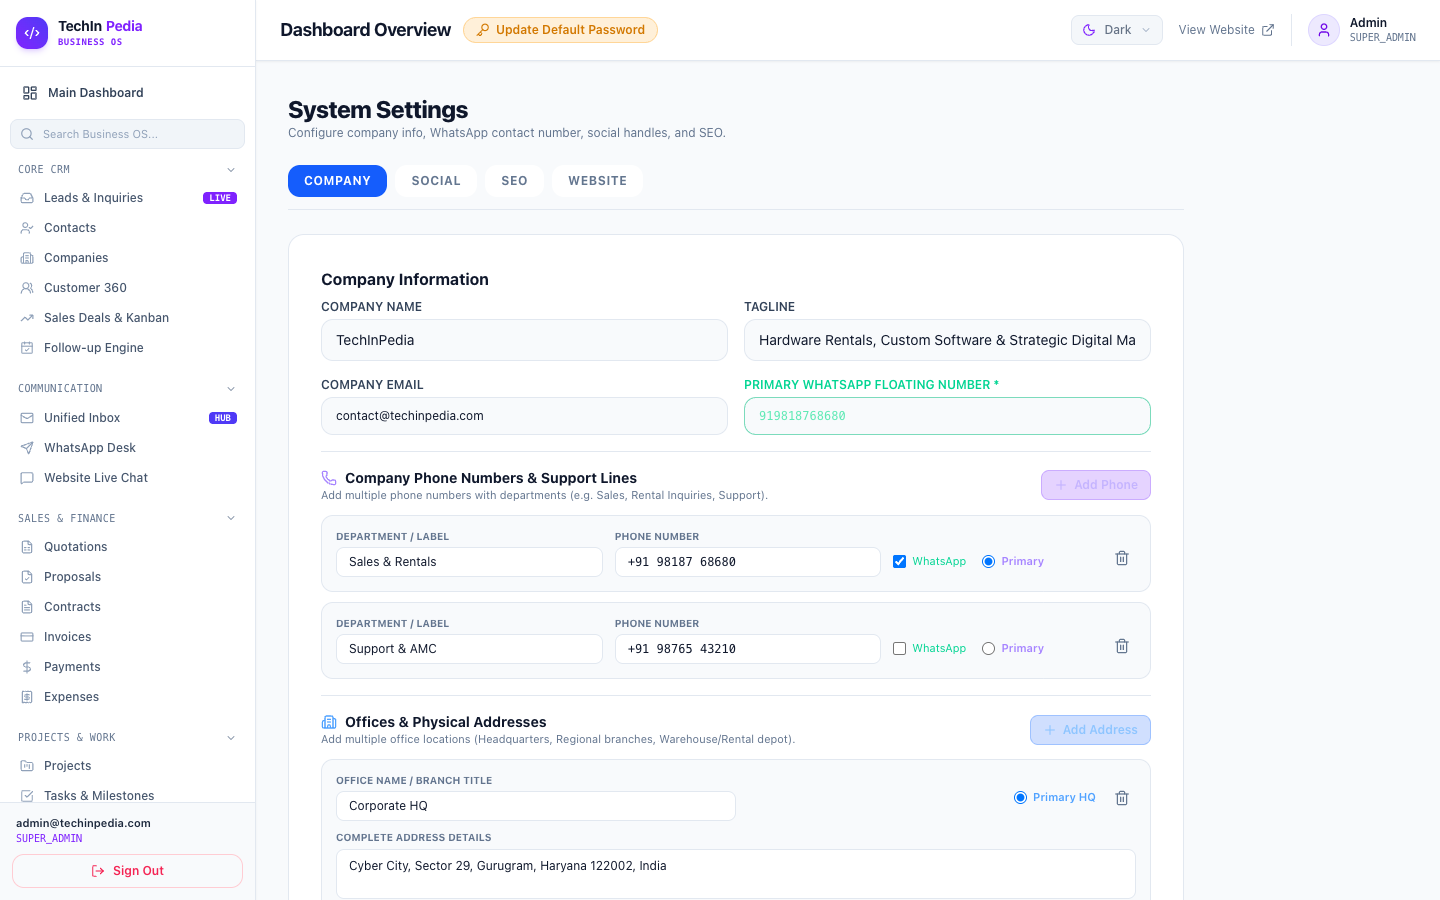 TechIn Pedia
BUSINESS OS
Main Dashboard
Search Business OS...
CORE CRM
Leads & Inquiries LIVE
Contacts
Companies
Customer 360
Sales Deals & Kanban
Follow-up Engine
COMMUNICATION
Unified Inbox HUB
WhatsApp Desk
Website Live Chat
SALES & FINANCE
Quotations
Proposals
Contracts
Invoices
Payments
Expenses
PROJECTS & WORK
Projects
Tasks & Milestones
admin@techinpedia.com
SUPER_ADMIN
Sign Out
Dashboard Overview
Update Default Password
Dark
View Website
Admin
SUPER_ADMIN
System Settings
Configure company info, WhatsApp contact number, social handles, and SEO.
COMPANY SOCIAL SEO WEBSITE
Company Information
COMPANY NAME
TechInPedia
TAGLINE
Hardware Rentals, Custom Software & Strategic Digital Ma
COMPANY EMAIL
contact@techinpedia.com
PRIMARY WHATSAPP FLOATING NUMBER *
919818768680
Company Phone Numbers & Support Lines
Add multiple phone numbers with departments (e.g. Sales, Rental Inquiries, Support).
Add Phone
DEPARTMENT / LABEL
Sales & Rentals
PHONE NUMBER
+91 98187 68680
WhatsApp
Primary
DEPARTMENT / LABEL
Support & AMC
PHONE NUMBER
+91 98765 43210
WhatsApp
Primary
Offices & Physical Addresses
Add multiple office locations (Headquarters, Regional branches, Warehouse/Rental depot).
Add Address
OFFICE NAME / BRANCH TITLE
Corporate HQ
Primary HQ
COMPLETE ADDRESS DETAILS
Cyber City, Sector 29, Gurugram, Haryana 122002, India